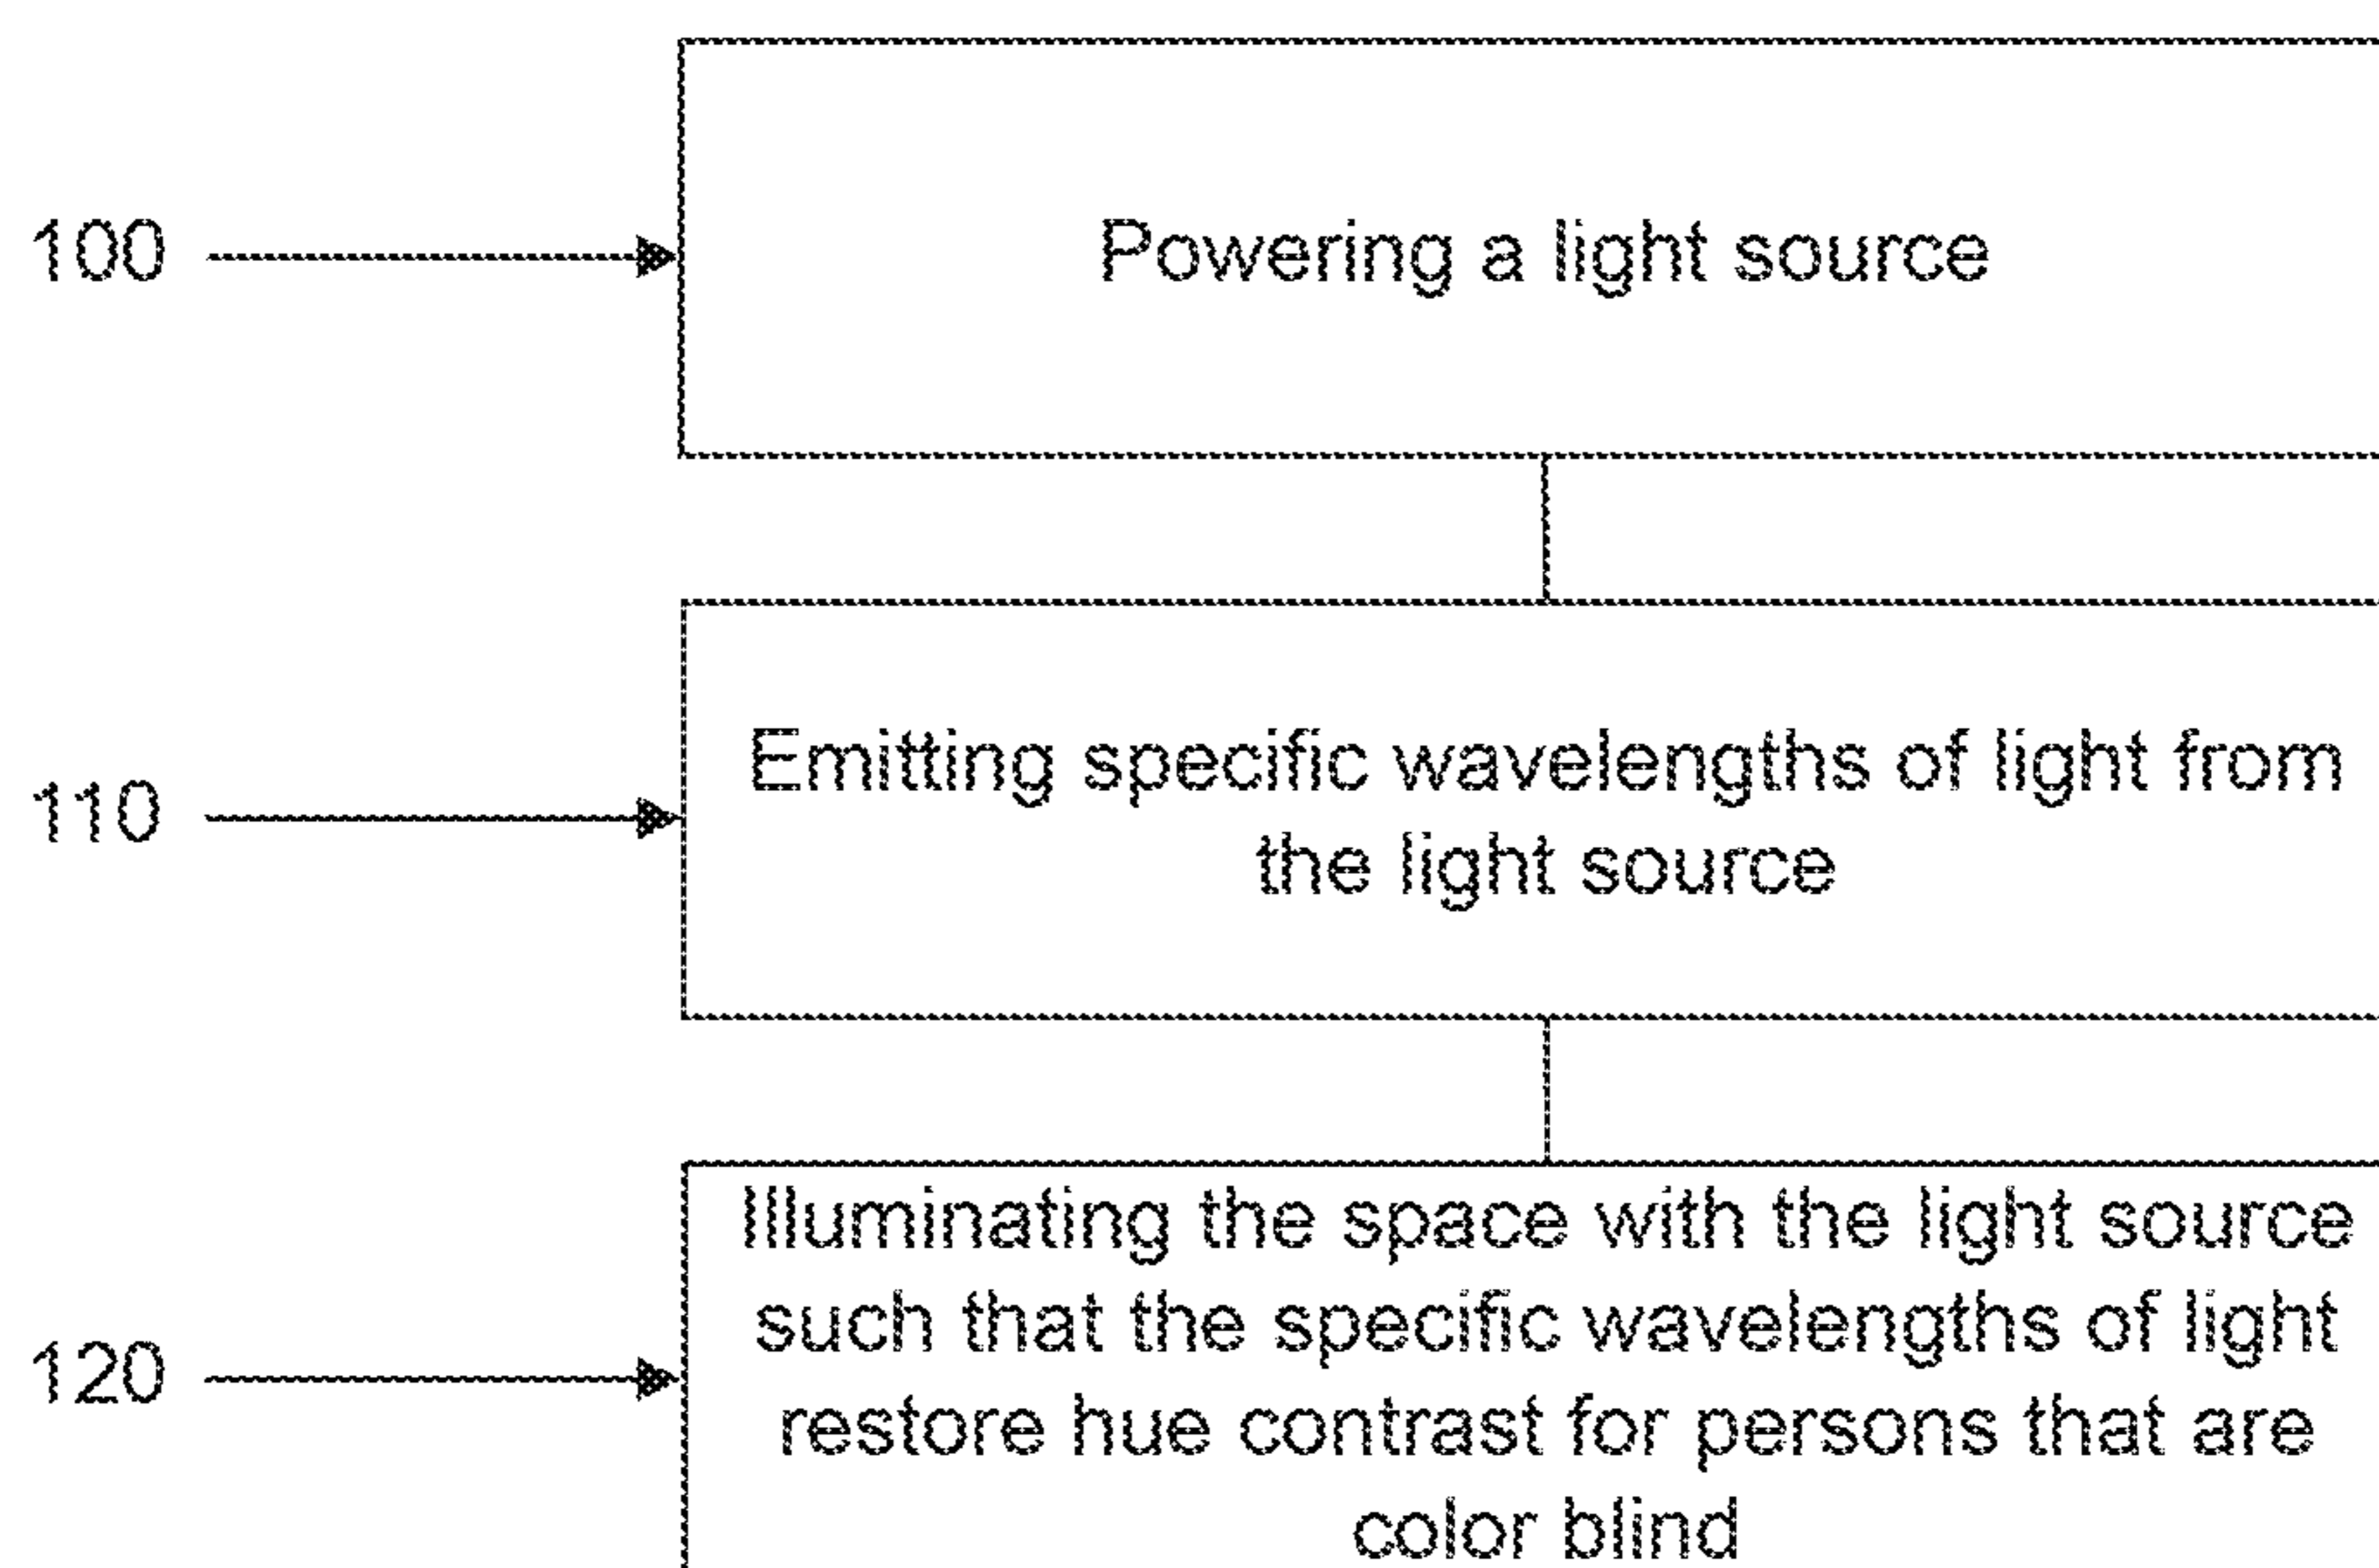 100
Powering a light source
110
Emitting specific wavelengths of light from
the light source
120
Illuminating the space with the light source
such that the specific wavelengths of light
restore hue contrast for persons that are
color blind